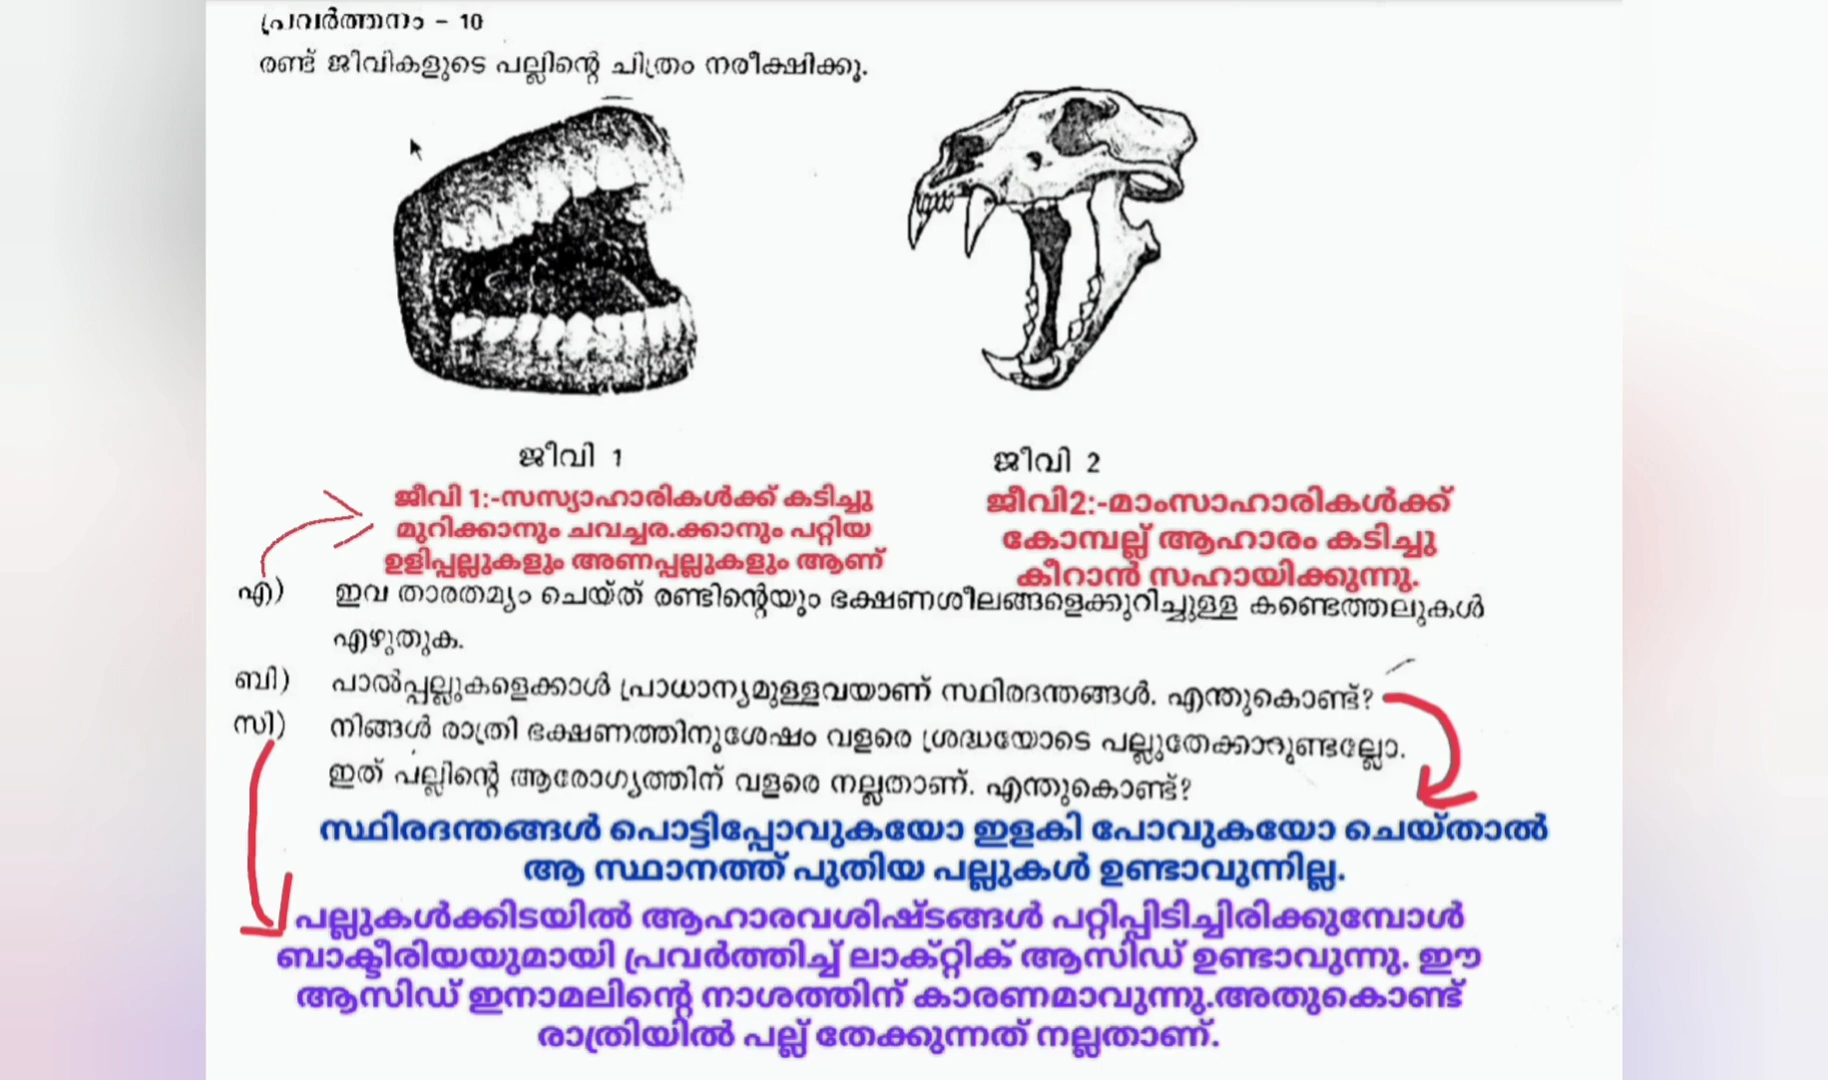 പ്രവർത്തനം - 10
രണ്ട് ജീവികളുടെ പല്ലിന്റെ ചിത്രം നരീക്ഷിക്കൂ.
ജീവി 1
ജീവി 2
ജീവി 1:-സസ്യാഹാരികൾക്ക് കടിച്ചു
മുറിക്കാനും ചവച്ചര.ക്കാനും പറ്റിയ
ഉളിപ്പല്ലുകളും അണപ്പല്ലുകളും ആണ്
ജീവി2:-മാംസാഹാരികൾക്ക്
കോമ്പല്ല് ആഹാരം കടിച്ചു
കീറാൻ സഹായിക്കുന്നു.
എ) ഇവ താരതമ്യം ചെയ്ത് രണ്ടിന്റെയും ഭക്ഷണശീലങ്ങളെക്കുറിച്ചുള്ള കണ്ടെത്തലുകൾ
എഴുതുക.
ബി) പാൽപ്പല്ലുകളെക്കാൾ പ്രാധാന്യമുള്ളവയാണ് സ്ഥിരദന്തങ്ങൾ. എന്തുകൊണ്ട്?
സി) നിങ്ങൾ രാത്രി ഭക്ഷണത്തിനുശേഷം വളരെ ശ്രദ്ധയോടെ പല്ലുതേക്കാറുണ്ടല്ലോ.
ഇത് പല്ലിന്റെ ആരോഗ്യത്തിന് വളരെ നല്ലതാണ്. എന്തുകൊണ്ട്?
സ്ഥിരദന്തങ്ങൾ പൊട്ടിപ്പോവുകയോ ഇളകി പോവുകയോ ചെയ്താൽ
ആ സ്ഥാനത്ത് പുതിയ പല്ലുകൾ ഉണ്ടാവുന്നില്ല.
പല്ലുകൾക്കിടയിൽ ആഹാരവശിഷ്ടങ്ങൾ പറ്റിപ്പിടിച്ചിരിക്കുമ്പോൾ
ബാക്ടീരിയയുമായി പ്രവർത്തിച്ച് ലാക്റ്റിക് ആസിഡ് ഉണ്ടാവുന്നു. ഈ
ആസിഡ് ഇനാമലിന്റെ നാശത്തിന് കാരണമാവുന്നു.അതുകൊണ്ട്
രാത്രിയിൽ പല്ല് തേക്കുന്നത് നല്ലതാണ്.